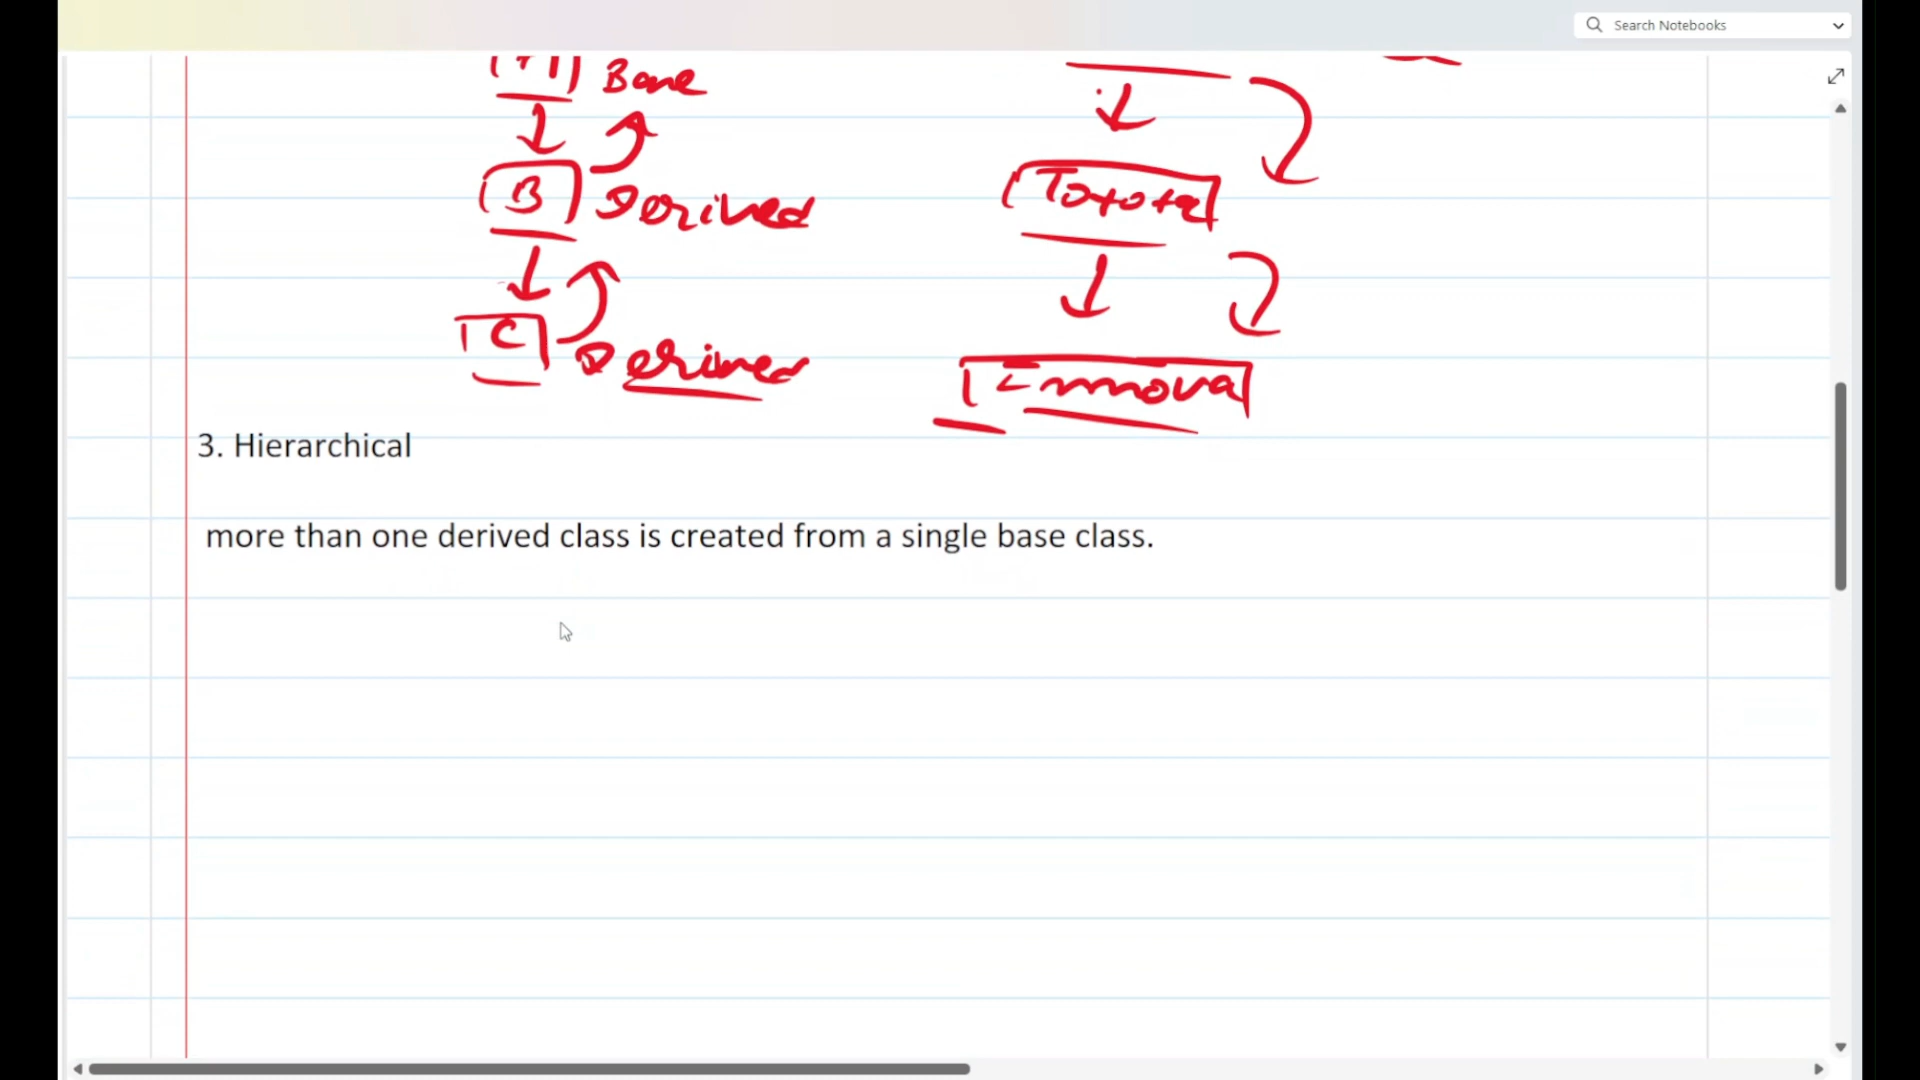 Search Notebooks
Base
B
Derived
Toyota
C
Derived
Innova
3. Hierarchical
more than one derived class is created from a single base class.